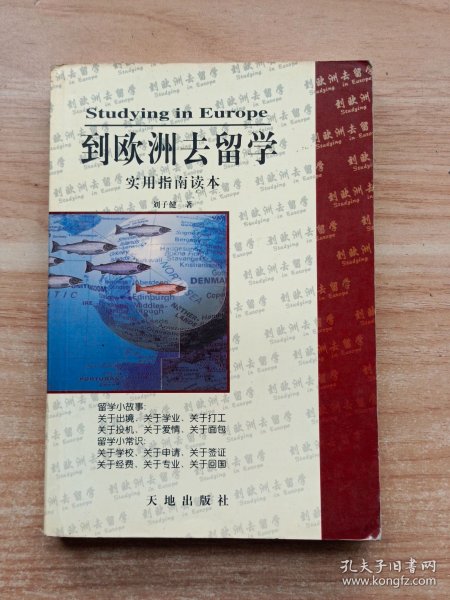 Studying in Europe
到欧洲去留学
实用指南读本
刘子健 著
DENMARK
Edinburgh
Middlesbrough
留学小故事:
关于出境、关于学业、关于打工
关于投机、关于爱情、关于面包
留学小常识:
关于学校、关于申请、关于签证
关于经费、关于专业、关于回国
天地出版社
孔夫子旧书网
www.kongfz.com